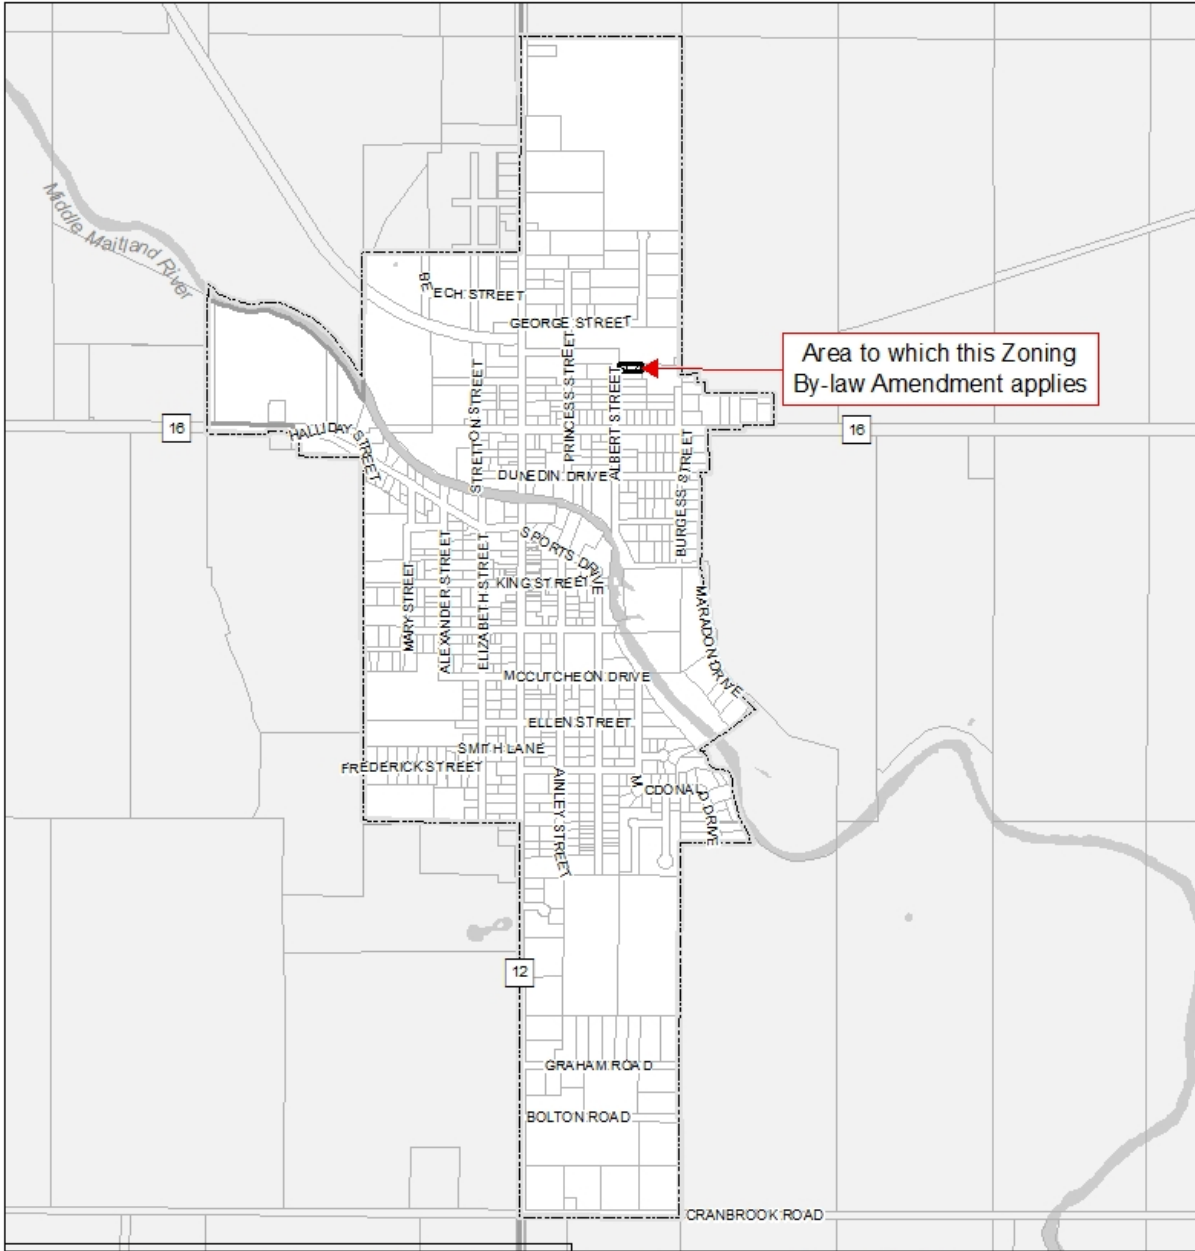 Middle Maitland River
BEECH STREET
GEORGE STREET
Area to which this Zoning
By-law Amendment applies
STRETTON STREET
PRINCESS STREET
ALBERT STREET
16
16
HALLIDAY STREET
DUNEDIN DRIVE
BURGESS STREET
SPORTS DRIVE
KING STREET
MARY STREET
ALEXANDER STREET
ELIZABETH STREET
MARADON DRIVE
MCCUTCHEON DRIVE
ELLEN STREET
SMITH LANE
FREDERICK STREET
AINLEY STREET
MCDONALD DRIVE
12
GRAHAM ROAD
BOLTON ROAD
CRANBROOK ROAD